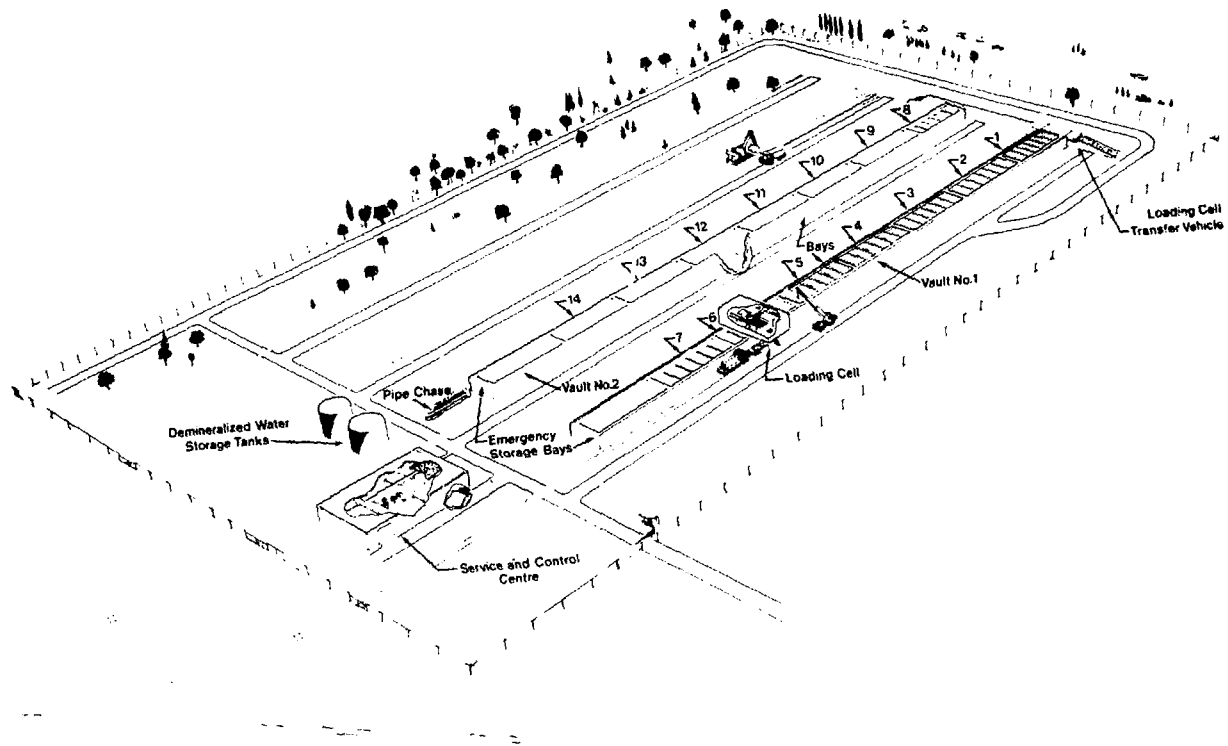 8
9
10
11
12
13
14
1
2
3
4
5
6
7
Bays
Loading Cell
Transfer Vehicle
Vault No.1
Loading Cell
Vault No.2
Pipe Chase
Emergency
Storage Bays
Demineralized Water
Storage Tanks
Service and Control
Centre